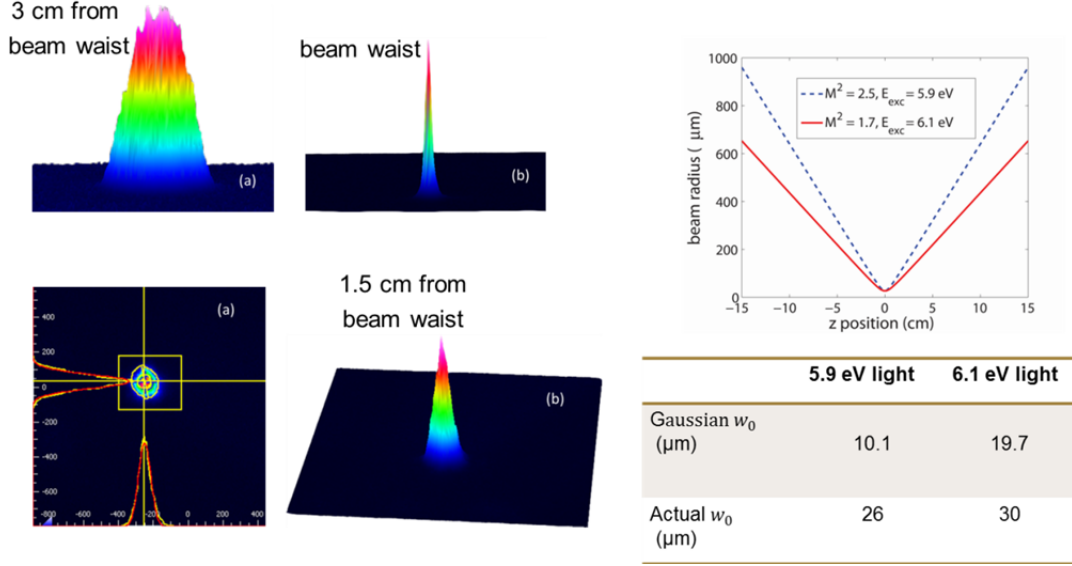 3 cm from
beam waist
(a)
beam waist
(b)
1000
800
600
400
200
0
beam radius ( μm)
M² = 2.5, E_exc = 5.9 eV
M² = 1.7, E_exc = 6.1 eV
−15
−10
−5
0
5
10
15
z position (cm)
(a)
400
200
0
-200
-400
-600
-800
-600
-400
-200
0
200
400
1.5 cm from
beam waist
(b)
5.9 eV light 6.1 eV light
Gaussian w₀
(μm) 10.1 19.7
Actual w₀ 26 30
(μm)